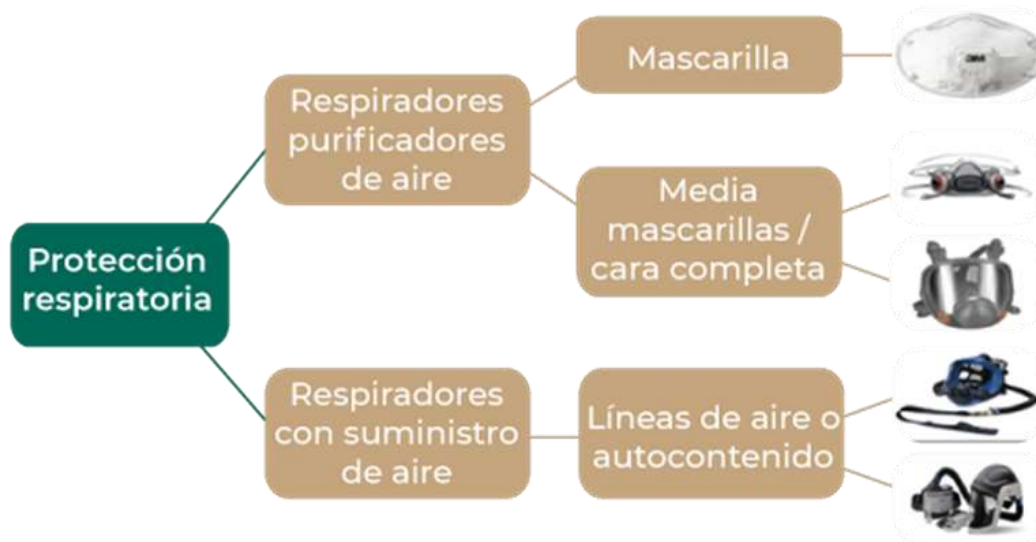 Mascarilla
3M
Respiradores
purificadores
de aire
Media
mascarillas /
cara completa
Protección
respiratoria
Respiradores
con suministro
de aire
Líneas de aire o
autocontenido